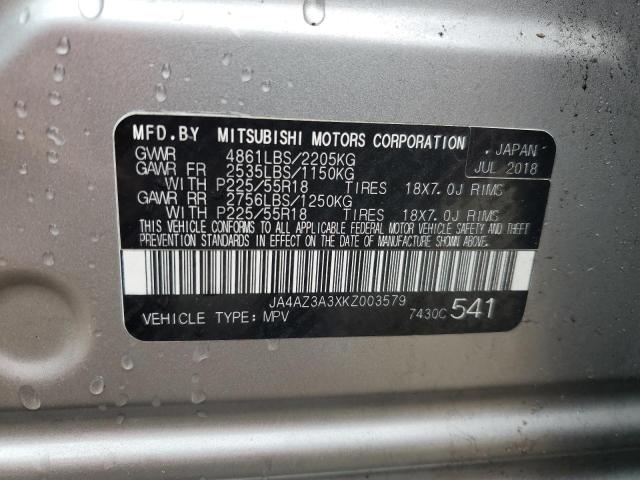 MFD.BY MITSUBISHI MOTORS CORPORATION
JAPAN
JUL 2018
GVWR 4861LBS/2205KG
GAWR FR 2535LBS/1150KG
WITH P225/55R18 TIRES 18X7.0J RIMS
GAWR RR 2756LBS/1250KG
WITH P225/55R18 TIRES 18X7.0J RIMS
THIS VEHICLE CONFORMS TO ALL APPLICABLE FEDERAL MOTOR VEHICLE SAFETY AND THEFT
PREVENTION STANDARDS IN EFFECT ON THE DATE OF MANUFACTURE SHOWN ABOVE.
JA4AZ3A3XKZ003579
VEHICLE TYPE: MPV 7430C 541